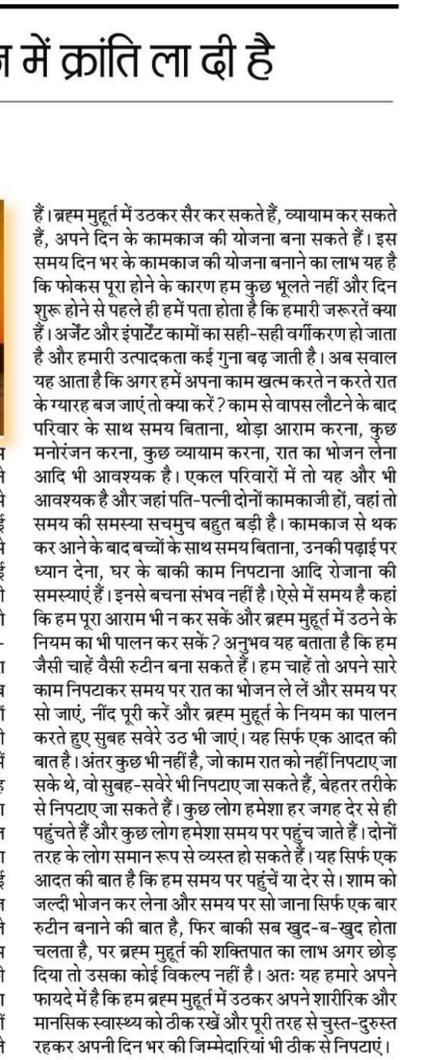 में क्रांति ला दी है
हैं। ब्रह्म मुहूर्त में उठकर सैर कर सकते हैं, व्यायाम कर सकते
हैं, अपने दिन के कामकाज की योजना बना सकते हैं। इस
समय दिन भर के कामकाज की योजना बनाने का लाभ यह है
कि फोकस पूरा होने के कारण हम कुछ भूलते नहीं और दिन
शुरू होने से पहले ही हमें पता होता है कि हमारी जरूरतें क्या
हैं। अर्जेंट और इंपार्टेंट कामों का सही-सही वर्गीकरण हो जाता
है और हमारी उत्पादकता कई गुना बढ़ जाती है। अब सवाल
यह आता है कि अगर हमें अपना काम खत्म करते न करते रात
के ग्यारह बज जाएं तो क्या करें? काम से वापस लौटने के बाद
परिवार के साथ समय बिताना, थोड़ा आराम करना, कुछ
मनोरंजन करना, कुछ व्यायाम करना, रात का भोजन लेना
आदि भी आवश्यक है। एकल परिवारों में तो यह और भी
आवश्यक है और जहां पति-पत्नी दोनों कामकाजी हों, वहां तो
समय की समस्या सचमुच बहुत बड़ी है। कामकाज से थक
कर आने के बाद बच्चों के साथ समय बिताना, उनकी पढ़ाई पर
ध्यान देना, घर के बाकी काम निपटाना आदि रोजाना की
समस्याएं हैं। इनसे बचना संभव नहीं है। ऐसे में समय है कहां
कि हम पूरा आराम भी न कर सकें और ब्रह्म मुहूर्त में उठने के
नियम का भी पालन कर सकें? अनुभव यह बताता है कि हम
जैसी चाहें वैसी रुटीन बना सकते हैं। हम चाहें तो अपने सारे
काम निपटाकर समय पर रात का भोजन ले लें और समय पर
सो जाएं, नींद पूरी करें और ब्रह्म मुहूर्त के नियम का पालन
करते हुए सुबह सवेरे उठ भी जाएं। यह सिर्फ एक आदत की
बात है। अंतर कुछ भी नहीं है, जो काम रात को नहीं निपटाए जा
सके थे, वो सुबह-सवेरे भी निपटाए जा सकते हैं, बेहतर तरीके
से निपटाए जा सकते हैं। कुछ लोग हमेशा हर जगह देर से ही
पहुंचते हैं और कुछ लोग हमेशा समय पर पहुंच जाते हैं। दोनों
तरह के लोग समान रूप से व्यस्त हो सकते हैं। यह सिर्फ एक
आदत की बात है कि हम समय पर पहुंचें या देर से। शाम को
जल्दी भोजन कर लेना और समय पर सो जाना सिर्फ एक बार
रुटीन बनाने की बात है, फिर बाकी सब खुद-ब-खुद होता
चलता है, पर ब्रह्म मुहूर्त की शक्तिपात का लाभ अगर छोड़
दिया तो उसका कोई विकल्प नहीं है। अतः यह हमारे अपने
फायदे में है कि हम ब्रह्म मुहूर्त में उठकर अपने शारीरिक और
मानसिक स्वास्थ्य को ठीक रखें और पूरी तरह से चुस्त-दुरुस्त
रहकर अपनी दिन भर की जिम्मेदारियां भी ठीक से निपटाएं।